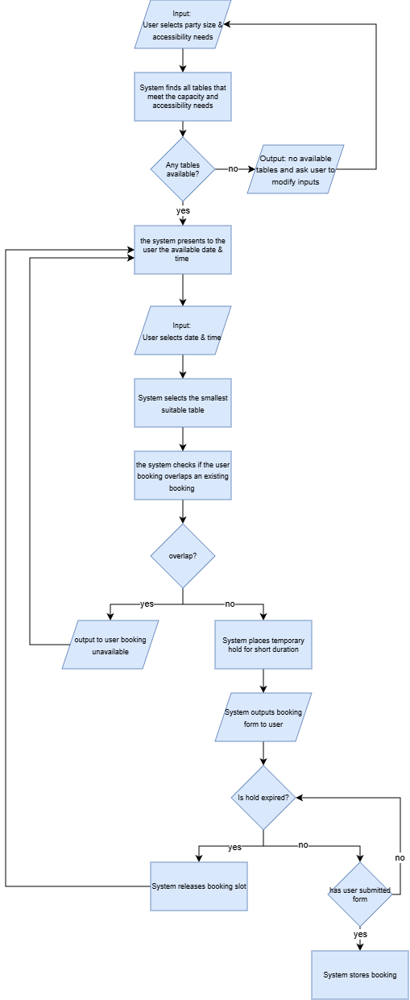 Input:
User selects party size &
accessibility needs
System finds all tables that
meet the capacity and
accessibility needs
Any tables
available?
no
Output: no available
tables and ask user to
modify inputs
yes
the system presents to the
user the available date &
time
Input:
User selects date & time
System selects the smallest
suitable table
the system checks if the user
booking overlaps an existing
booking
overlap?
yes
no
output to user booking
unavailable
System places temporary
hold for short duration
System outputs booking
form to user
Is hold expired?
yes
no
no
System releases booking slot
has user submitted
form
yes
System stores booking